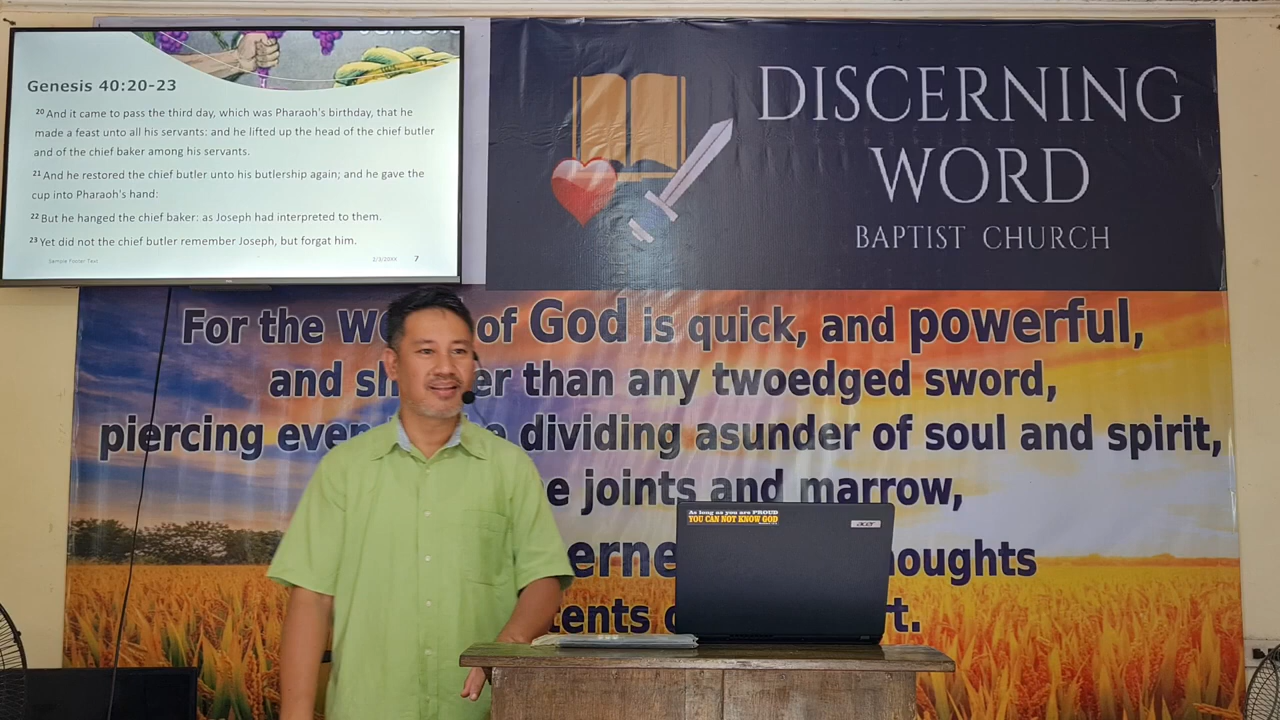 Genesis 40:20-23
20 And it came to pass the third day, which was Pharaoh's birthday, that he
made a feast unto all his servants: and he lifted up the head of the chief butler
and of the chief baker among his servants.
21 And he restored the chief butler unto his butlership again; and he gave the
cup into Pharaoh's hand:
22 But he hanged the chief baker: as Joseph had interpreted to them.
23 Yet did not the chief butler remember Joseph, but forgat him.
Sample Footer Text
2/3/20XX 7
DISCERNING
WORD
BAPTIST CHURCH
For the of God is quick, and powerful,
and than any twoedged sword,
piercing even dividing asunder of soul and spirit,
joints and marrow,
As long as you are PROUD
YOU CAN NOT KNOW GOD
acer